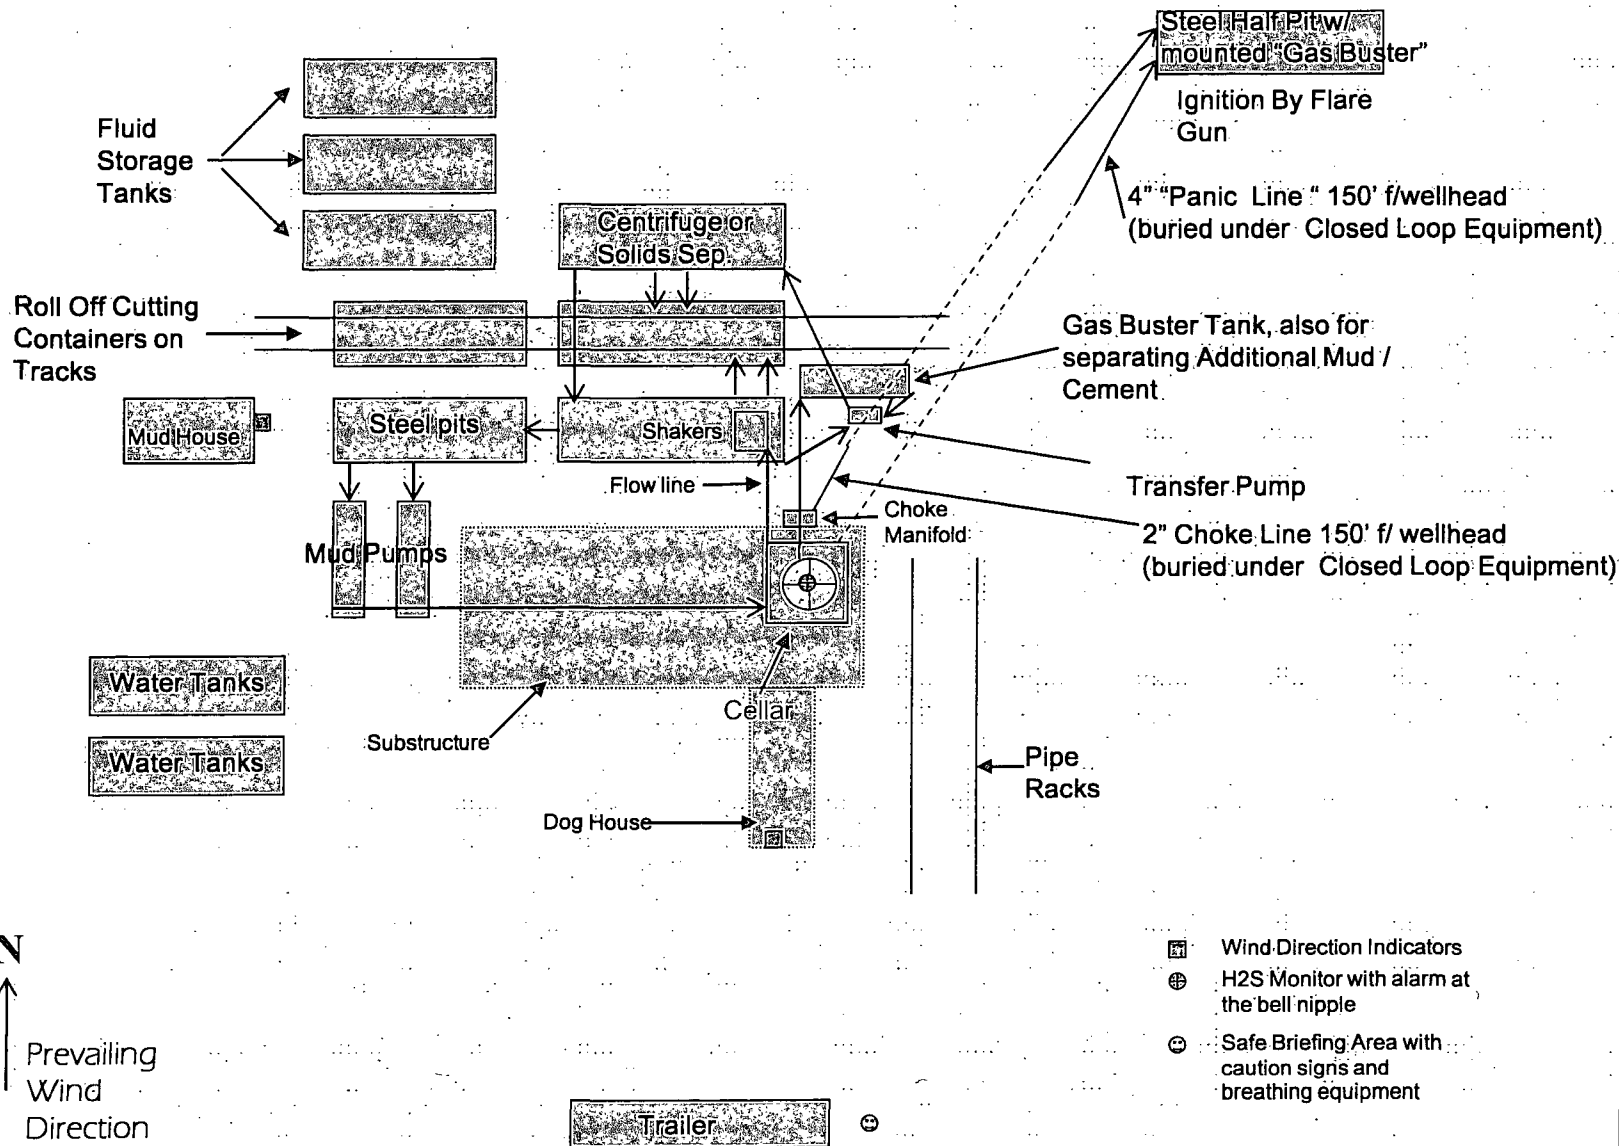 Steel Half Pit w/
mounted "Gas Buster"
Ignition By Flare
Gun
Fluid
Storage
Tanks
4" "Panic Line " 150' f/wellhead
(buried under Closed Loop Equipment)
Centrifuge or
Solids Sep.
Roll Off Cutting
Containers on
Tracks
Gas Buster Tank, also for
separating Additional Mud /
Cement
Mud House
Steel pits
Shakers
Flow line
Transfer Pump
Choke
Manifold
2" Choke Line 150' f/ wellhead
(buried under Closed Loop Equipment)
Mud Pumps
Water Tanks
Cellar
Substructure
Water Tanks
Pipe
Racks
Dog House
N
Prevailing
Wind
Direction
Wind Direction Indicators
H2S Monitor with alarm at
the bell nipple
Safe Briefing Area with
caution signs and
breathing equipment
Trailer